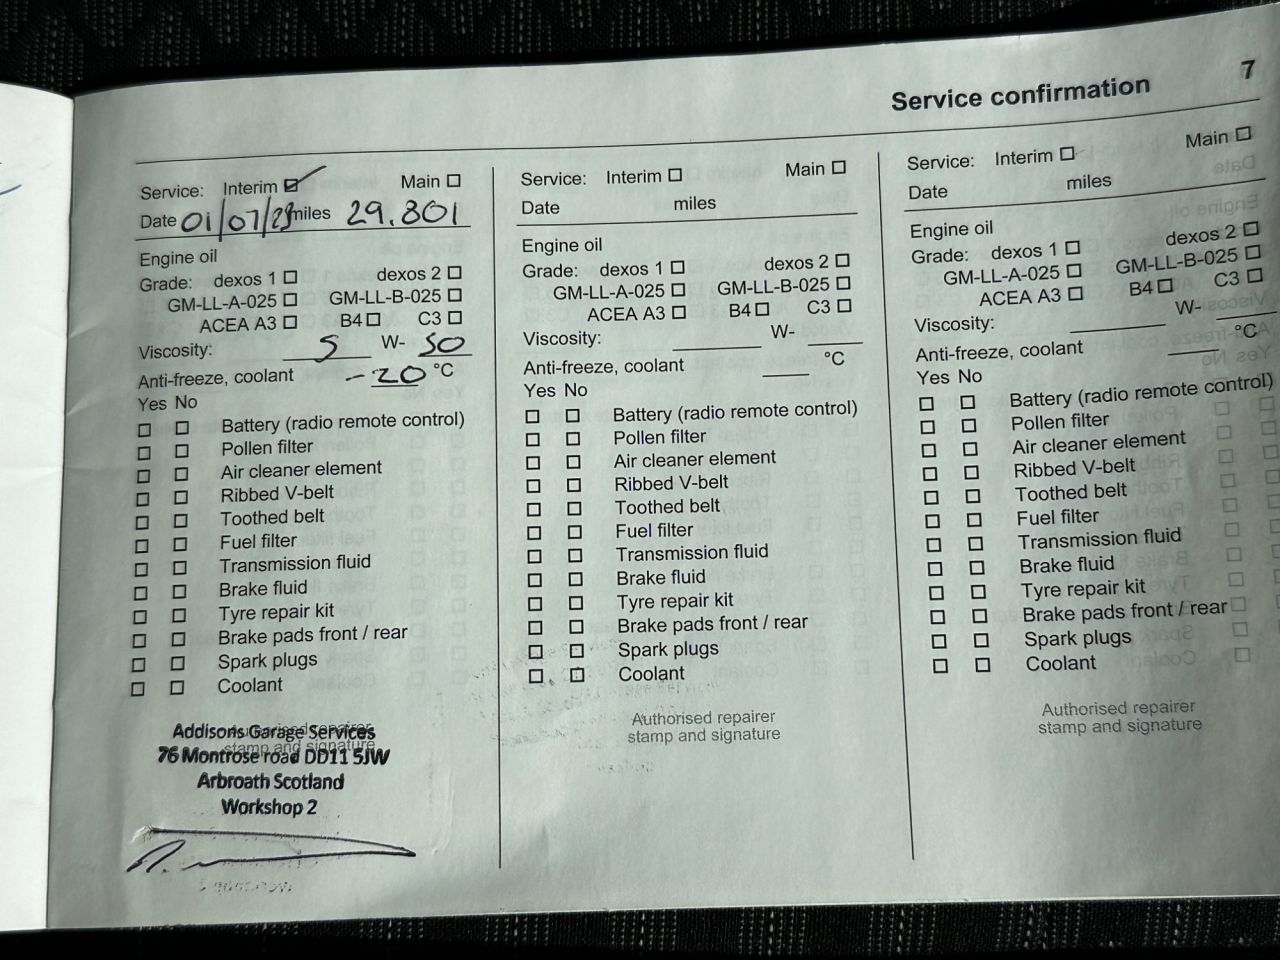 Service confirmation 7
Service: Interim Main
Date 01/07/23 miles 29.801
Engine oil
Grade: dexos 1 dexos 2
GM-LL-A-025 GM-LL-B-025
ACEA A3 B4 C3
Viscosity: 5 W- 30
Anti-freeze, coolant -20 °C
Yes No
Battery (radio remote control)
Pollen filter
Air cleaner element
Ribbed V-belt
Toothed belt
Fuel filter
Transmission fluid
Brake fluid
Tyre repair kit
Brake pads front / rear
Spark plugs
Coolant
Authorised repairer
stamp and signature
Addisons Garage Services
76 Montrose road DD11 5JW
Arbroath Scotland
Workshop 2
Service: Interim Main
Date miles
Engine oil
Grade: dexos 1 dexos 2
GM-LL-A-025 GM-LL-B-025
ACEA A3 B4 C3
Viscosity: W-
Anti-freeze, coolant °C
Yes No
Battery (radio remote control)
Pollen filter
Air cleaner element
Ribbed V-belt
Toothed belt
Fuel filter
Transmission fluid
Brake fluid
Tyre repair kit
Brake pads front / rear
Spark plugs
Coolant
Authorised repairer
stamp and signature
Service: Interim Main
Date miles
Engine oil
Grade: dexos 1 dexos 2
GM-LL-A-025 GM-LL-B-025
ACEA A3 B4 C3
Viscosity: W-
Anti-freeze, coolant °C
Yes No
Battery (radio remote control)
Pollen filter
Air cleaner element
Ribbed V-belt
Toothed belt
Fuel filter
Transmission fluid
Brake fluid
Tyre repair kit
Brake pads front / rear
Spark plugs
Coolant
Authorised repairer
stamp and signature